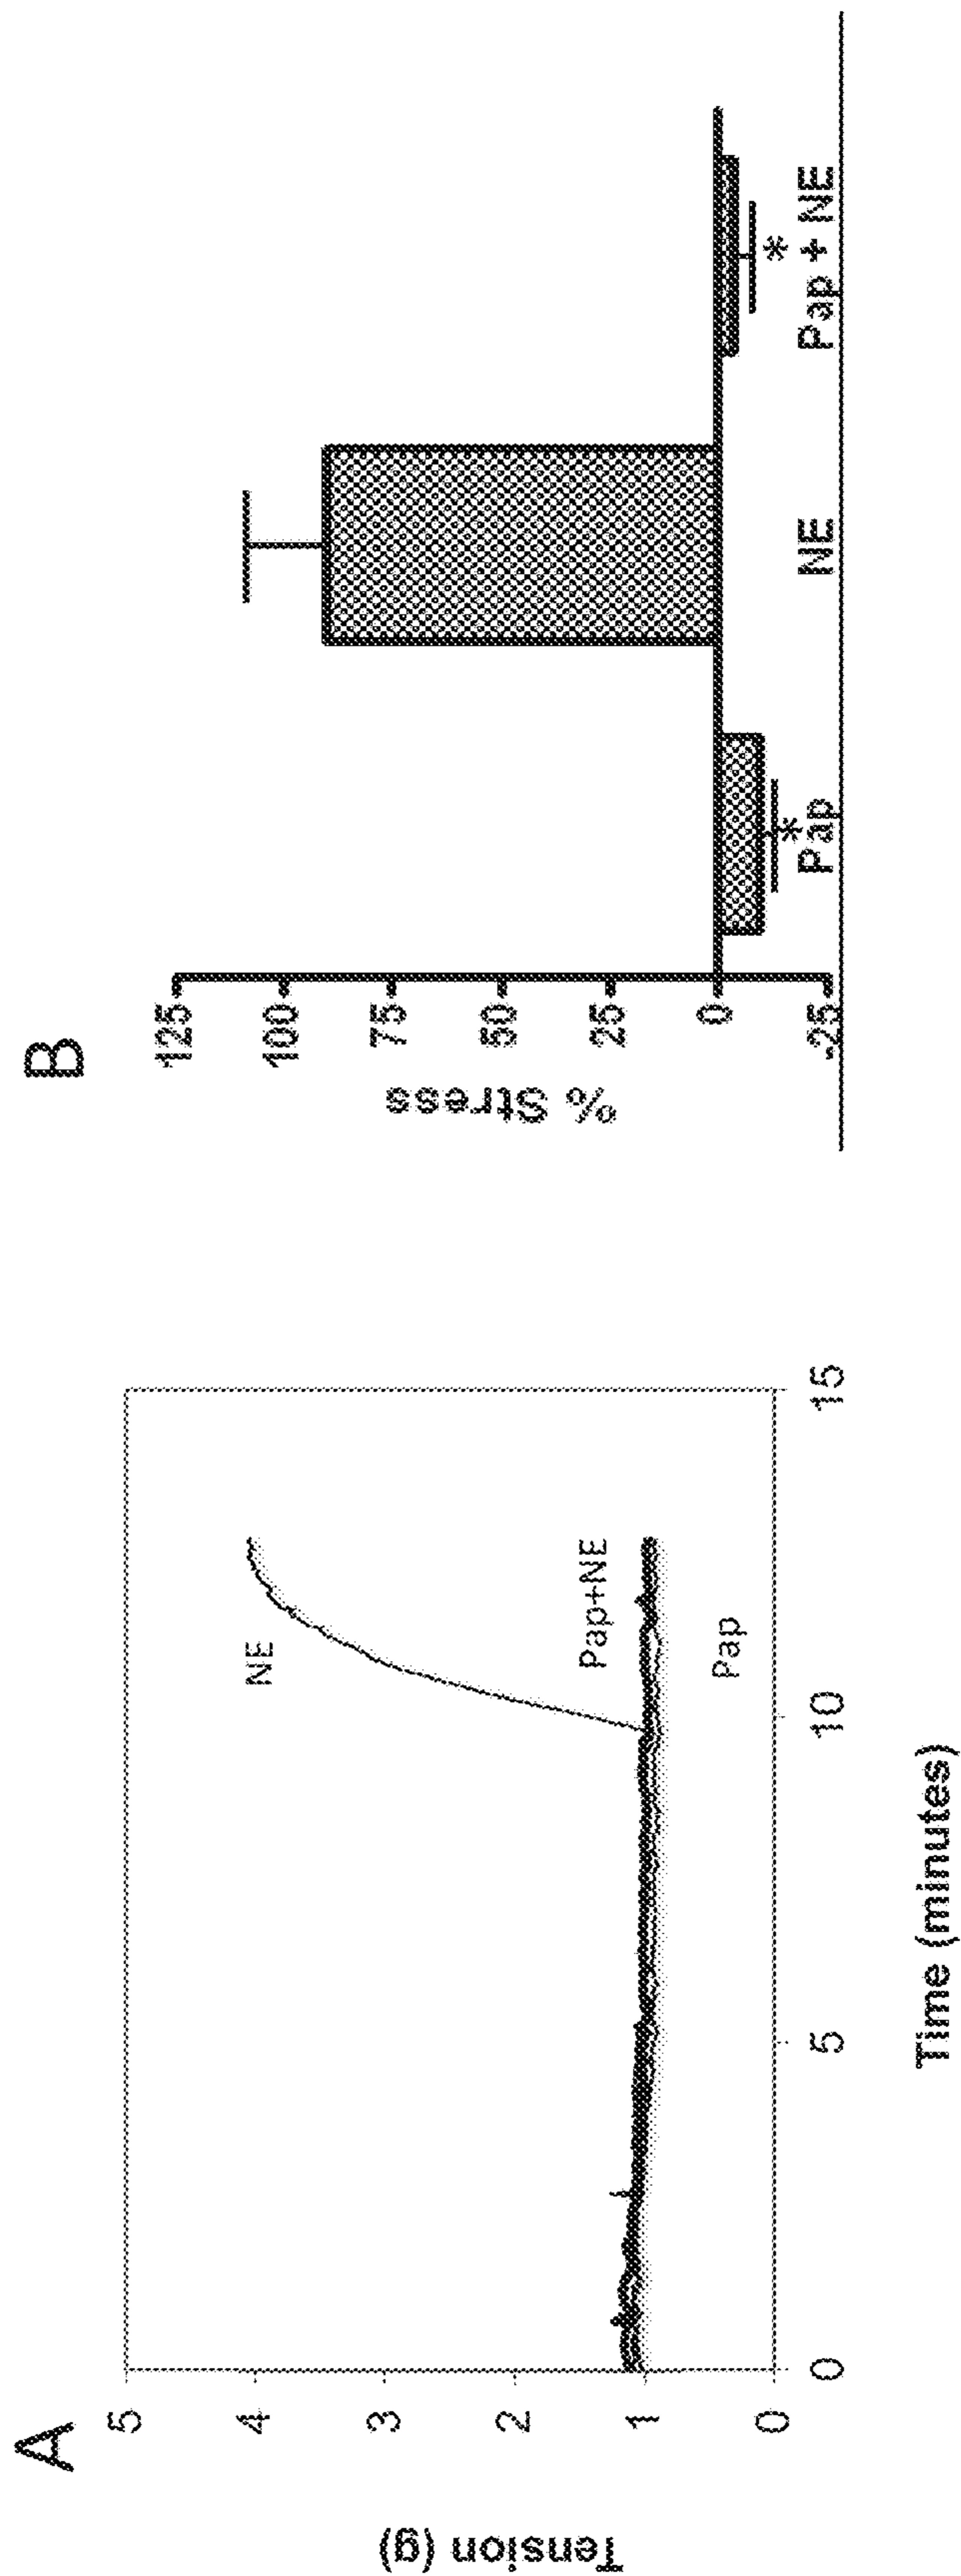 A
Tension (g)
5
4
3
2
1
0
NE
Pap+NE
Pap
0
5
10
15
Time (minutes)
B
% Stress
125
100
75
50
25
0
-25
*
*
Pap
NE
Pap + NE